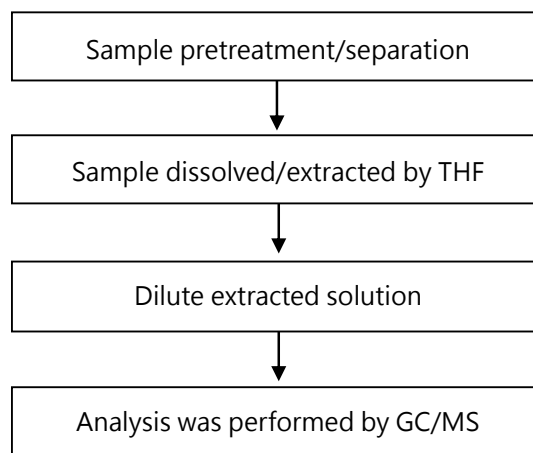 Sample pretreatment/separation
Sample dissolved/extracted by THF
Dilute extracted solution
Analysis was performed by GC/MS